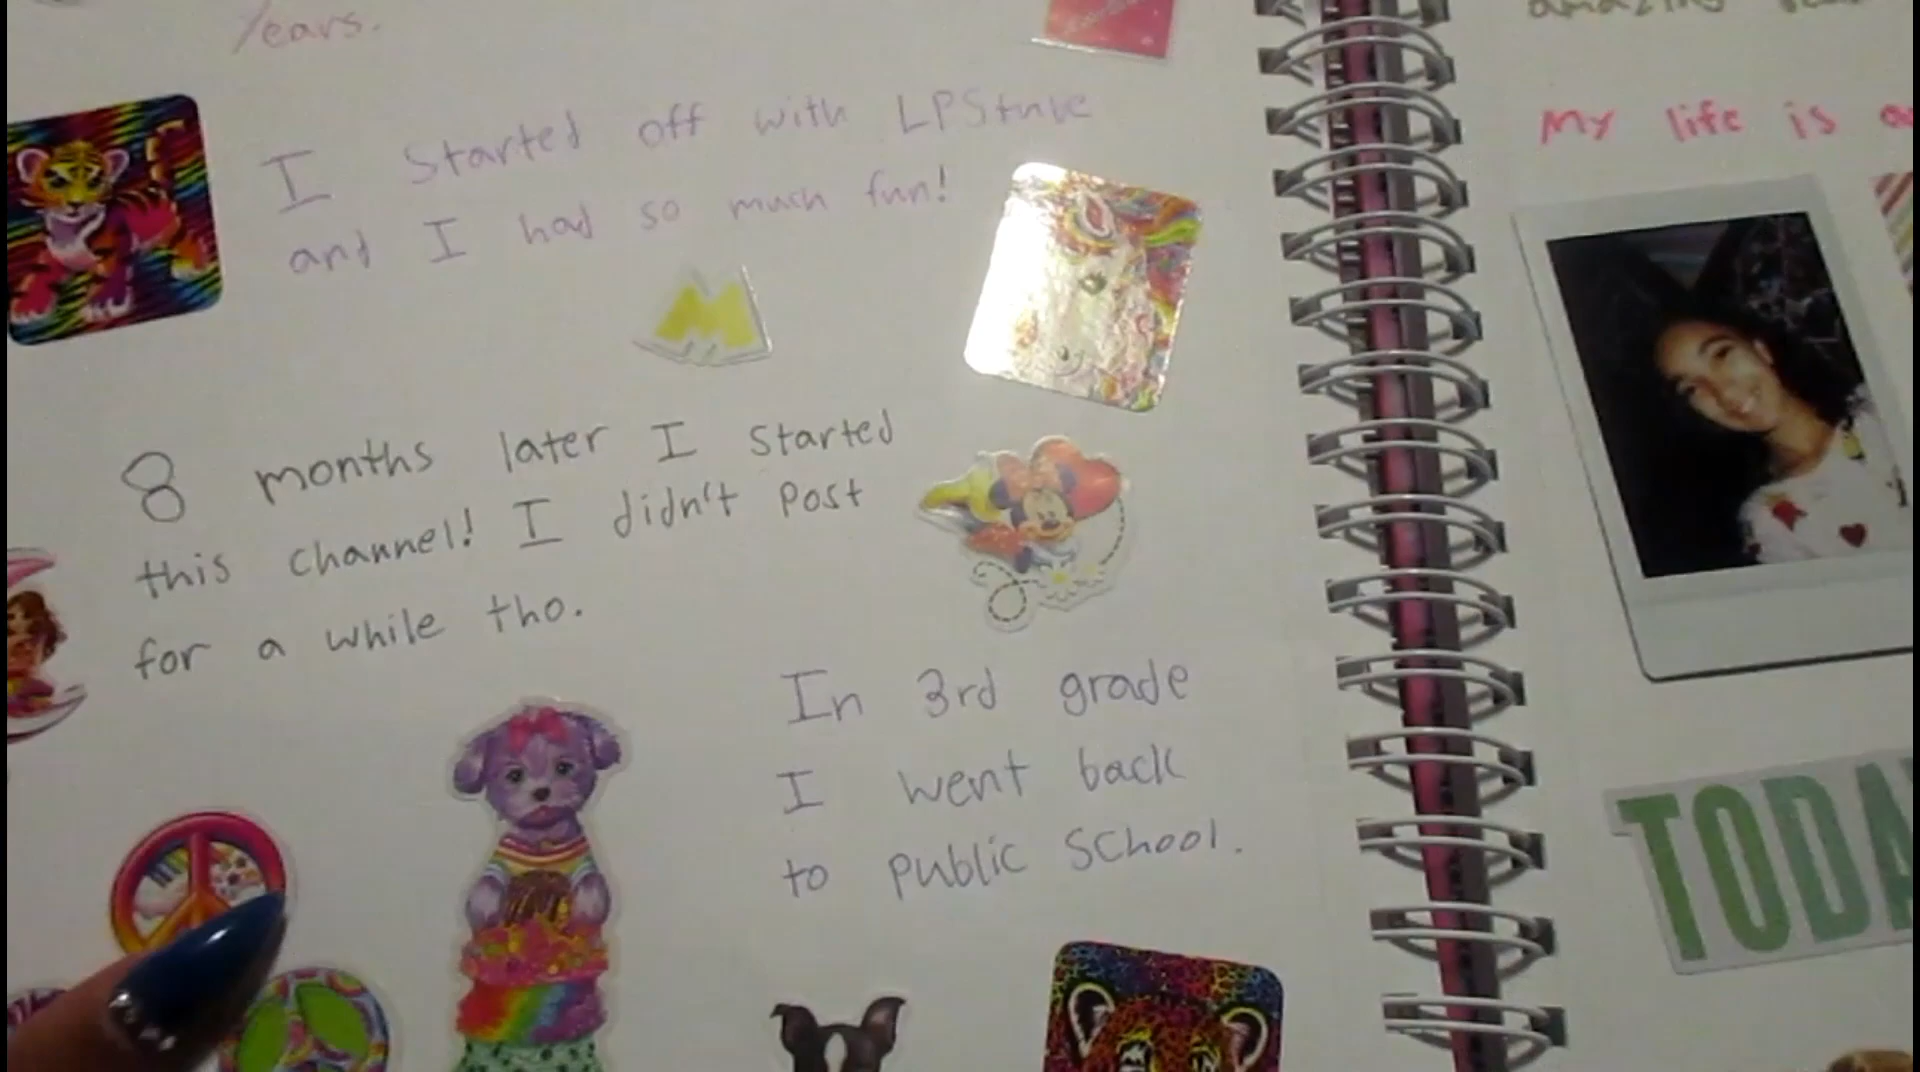 Years.
I started off with LPStube
and I had so much fun!
8 months later I started
this channel! I didn't post
for a while tho.
In 3rd grade
I went back
to public school.
amazing
My life is
TODA